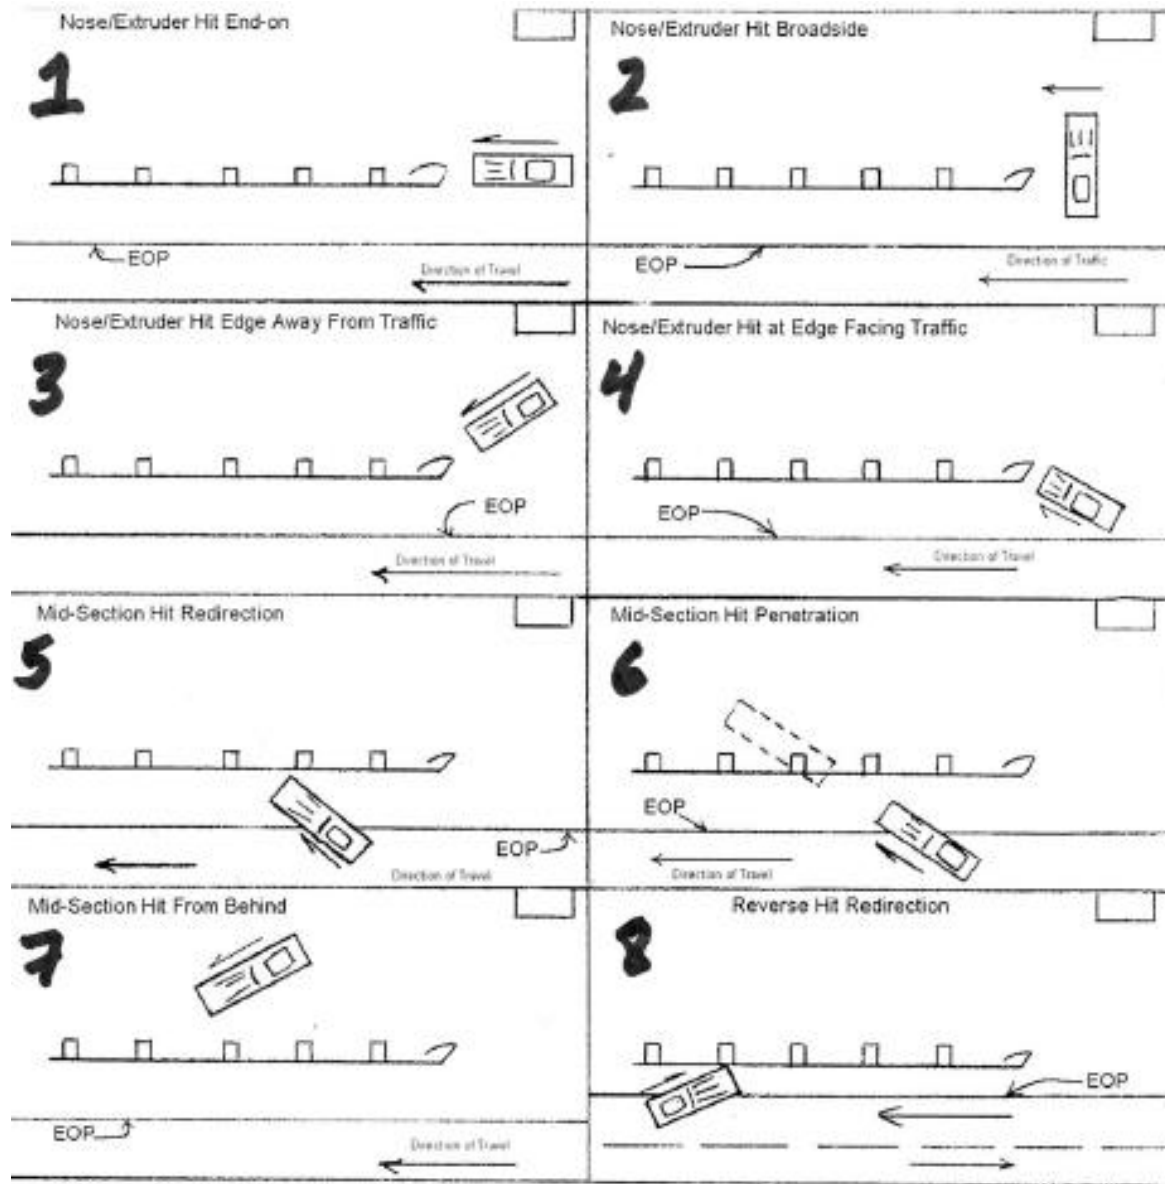 Nose/Extruder Hit End-on
1
EOP
Direction of Travel
Nose/Extruder Hit Broadside
2
EOP
Direction of Traffic
Nose/Extruder Hit Edge Away From Traffic
3
EOP
Direction of Travel
Nose/Extruder Hit at Edge Facing Traffic
4
EOP
Direction of Travel
Mid-Section Hit Redirection
5
EOP
Direction of Travel
Mid-Section Hit Penetration
6
EOP
Direction of Travel
Mid-Section Hit From Behind
7
EOP
Direction of Travel
Reverse Hit Redirection
8
EOP